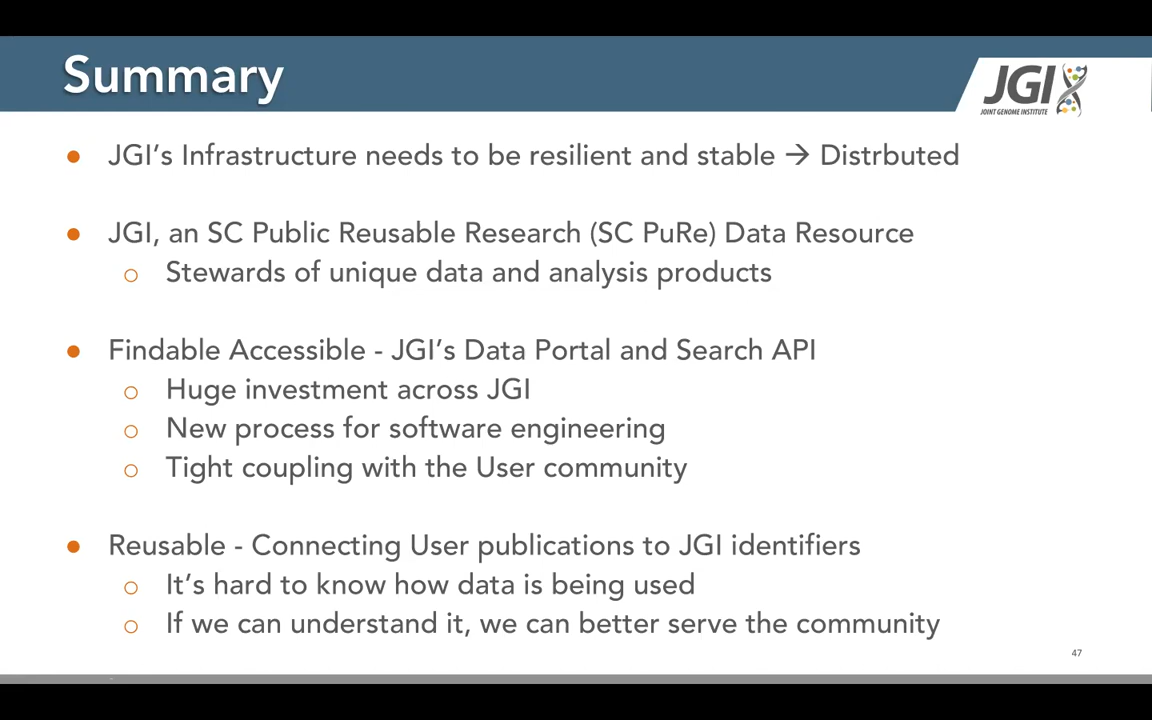 Summary
JGI
JOINT GENOME INSTITUTE
● JGI’s Infrastructure needs to be resilient and stable → Distrbuted
● JGI, an SC Public Reusable Research (SC PuRe) Data Resource
o Stewards of unique data and analysis products
● Findable Accessible - JGI’s Data Portal and Search API
o Huge investment across JGI
o New process for software engineering
o Tight coupling with the User community
● Reusable - Connecting User publications to JGI identifiers
o It’s hard to know how data is being used
o If we can understand it, we can better serve the community
47